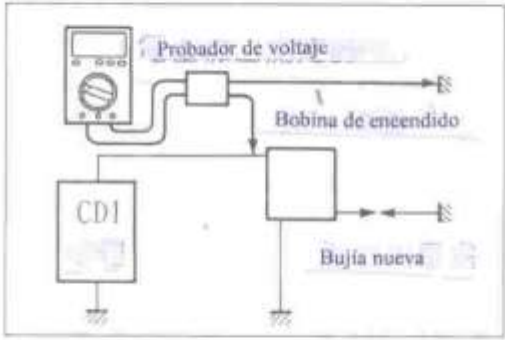 Probador de voltaje
Bobina de eneendido
CDI
Bujía nueva